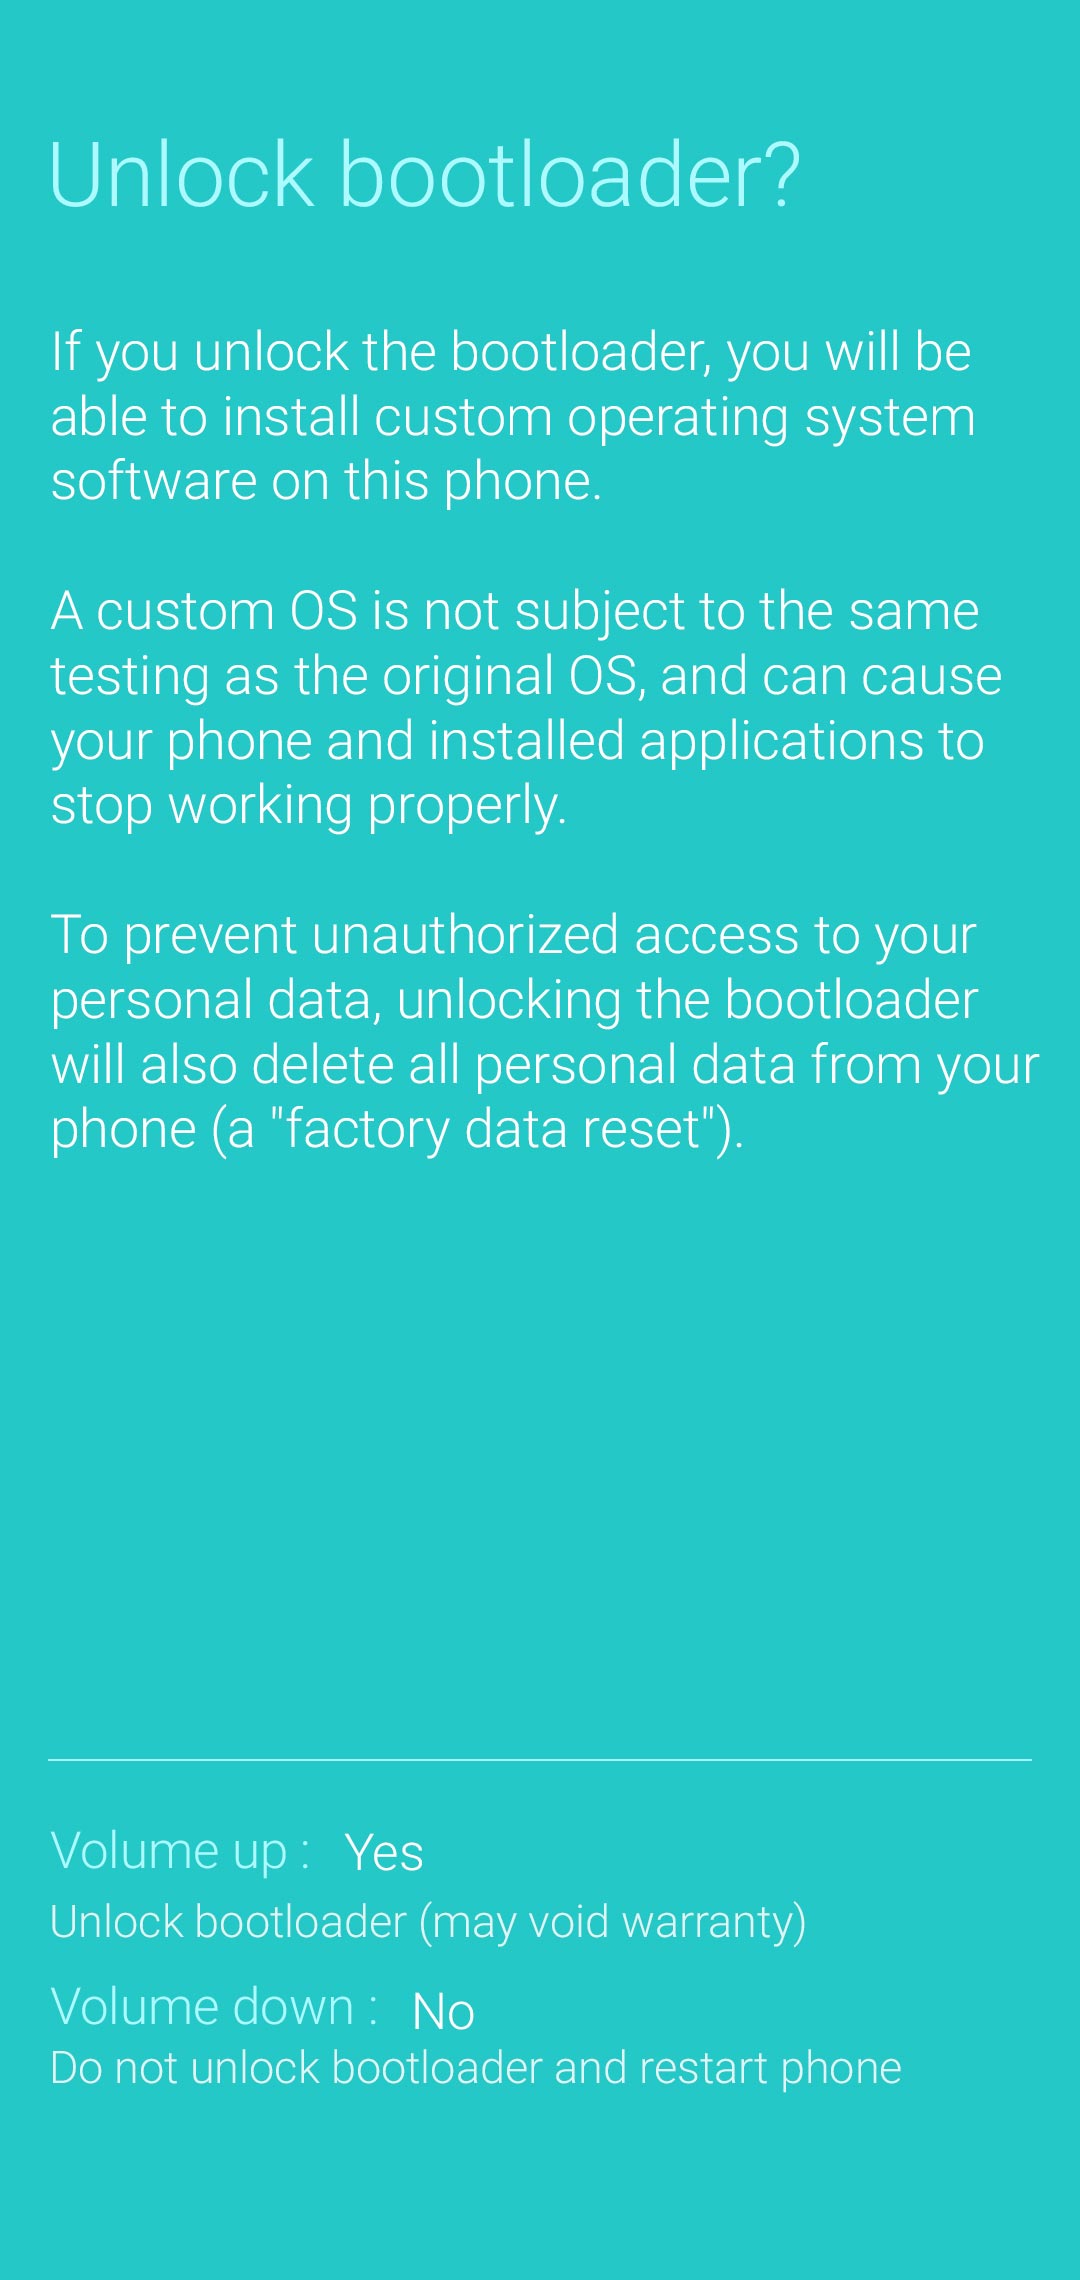 Unlock bootloader?
If you unlock the bootloader, you will be
able to install custom operating system
software on this phone.
A custom OS is not subject to the same
testing as the original OS, and can cause
your phone and installed applications to
stop working properly.
To prevent unauthorized access to your
personal data, unlocking the bootloader
will also delete all personal data from your
phone (a "factory data reset").
Volume up : Yes
Unlock bootloader (may void warranty)
Volume down : No
Do not unlock bootloader and restart phone